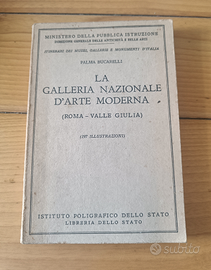 MINISTERO DELLA PUBBLICA ISTRUZIONE
DIREZIONE GENERALE DELLE ANTICHITÀ E BELLE ARTI
ITINERARI DEI MUSEI, GALLERIE E MONUMENTI D'ITALIA
PALMA BUCARELLI
LA
GALLERIA NAZIONALE
D'ARTE MODERNA
(ROMA - VALLE GIULIA)
ILLUSTRAZIONI)
ISTITUTO POLIGRAFICO DELLO STATO
LIBRERIA DELLO STATO
subito